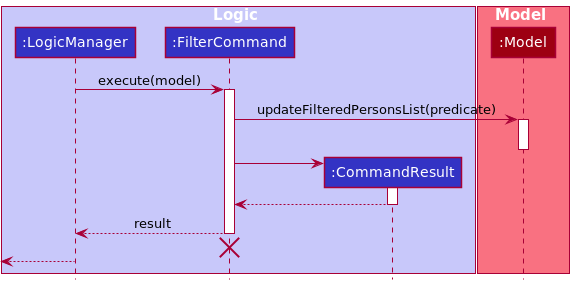 Logic
Model
:LogicManager
:FilterCommand
:Model
execute(model)
updateFilteredPersonsList(predicate)
:CommandResult
result